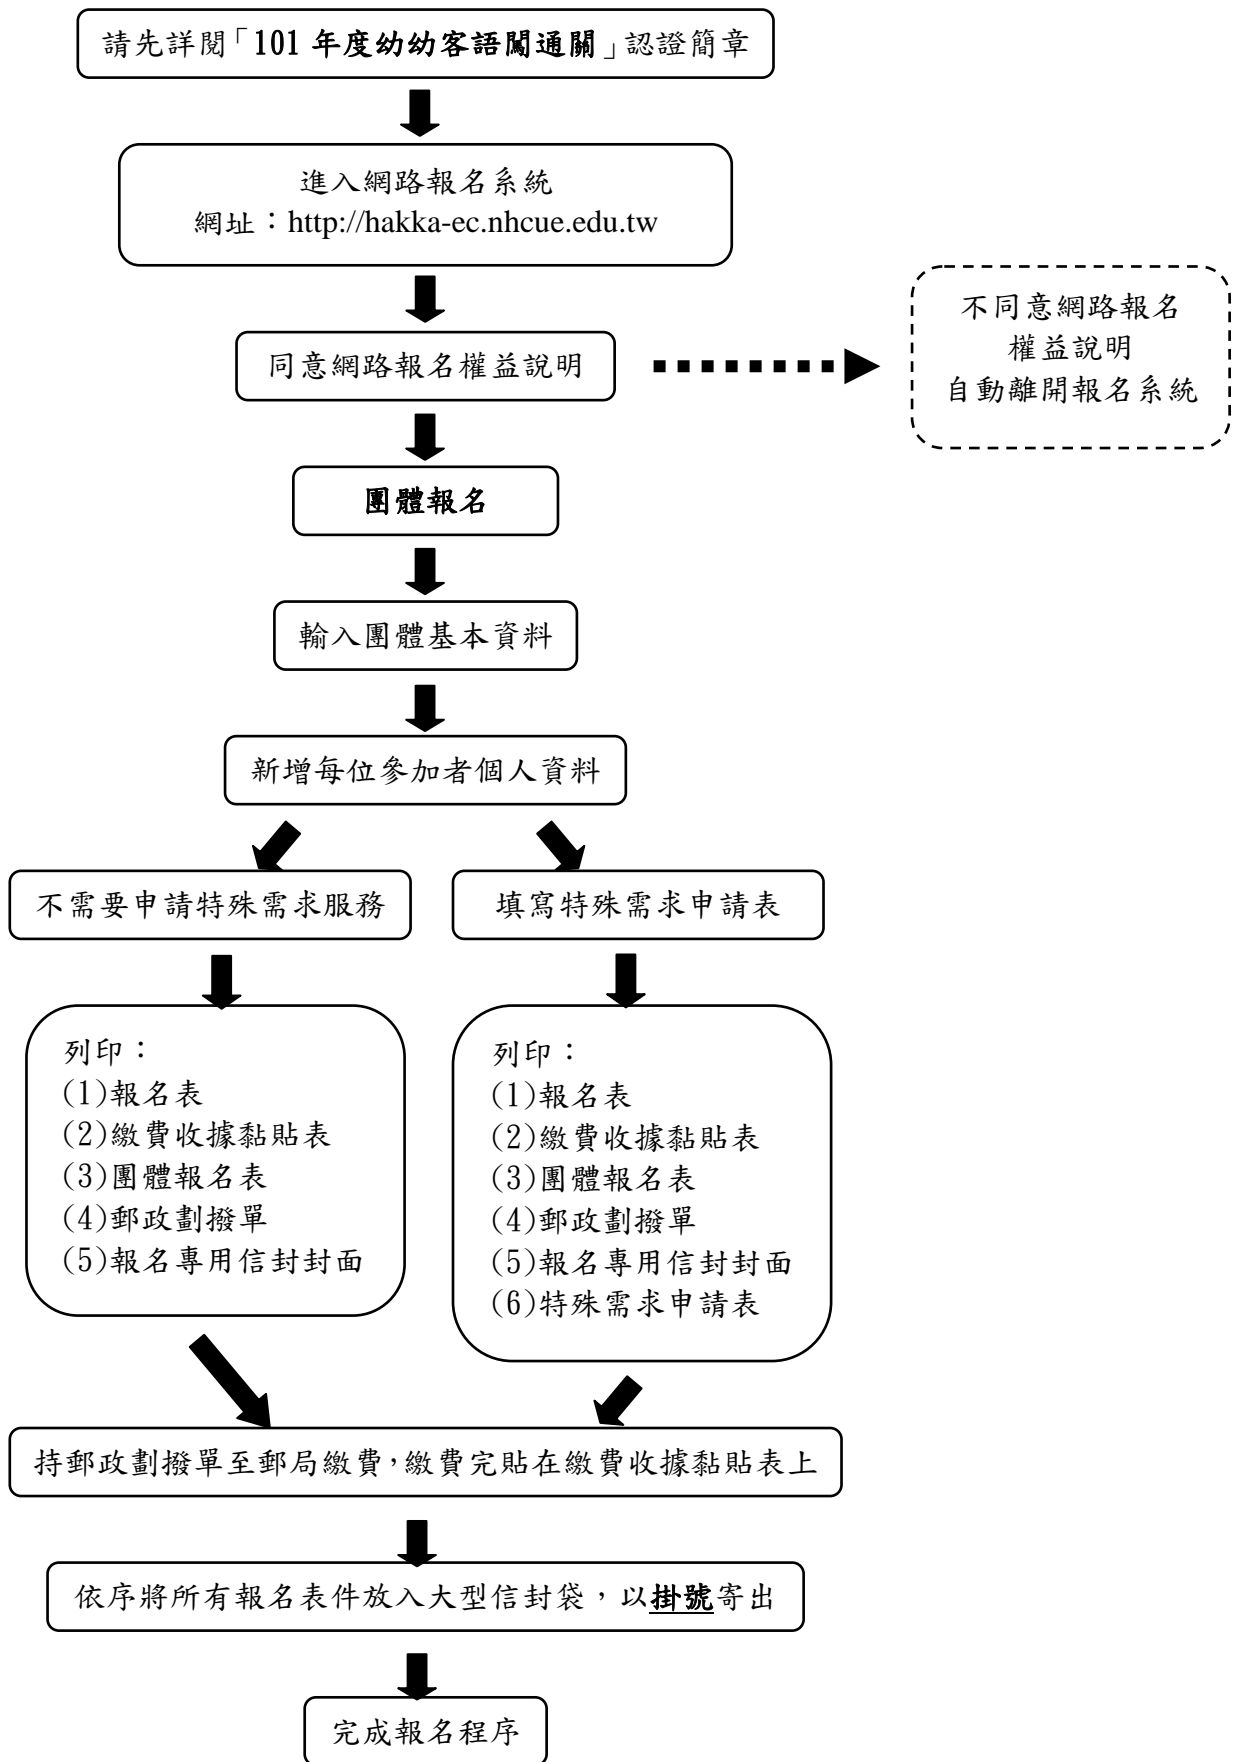 請先詳閱「101 年度幼幼客語闖通關」認證簡章
進入網路報名系統
網址：http://hakka-ec.nhcue.edu.tw
同意網路報名權益說明
不同意網路報名
權益說明
自動離開報名系統
團體報名
輸入團體基本資料
新增每位參加者個人資料
不需要申請特殊需求服務
填寫特殊需求申請表
列印：
(1)報名表
(2)繳費收據黏貼表
(3)團體報名表
(4)郵政劃撥單
(5)報名專用信封封面
列印：
(1)報名表
(2)繳費收據黏貼表
(3)團體報名表
(4)郵政劃撥單
(5)報名專用信封封面
(6)特殊需求申請表
持郵政劃撥單至郵局繳費，繳費完貼在繳費收據黏貼表上
依序將所有報名表件放入大型信封袋，以掛號寄出
完成報名程序